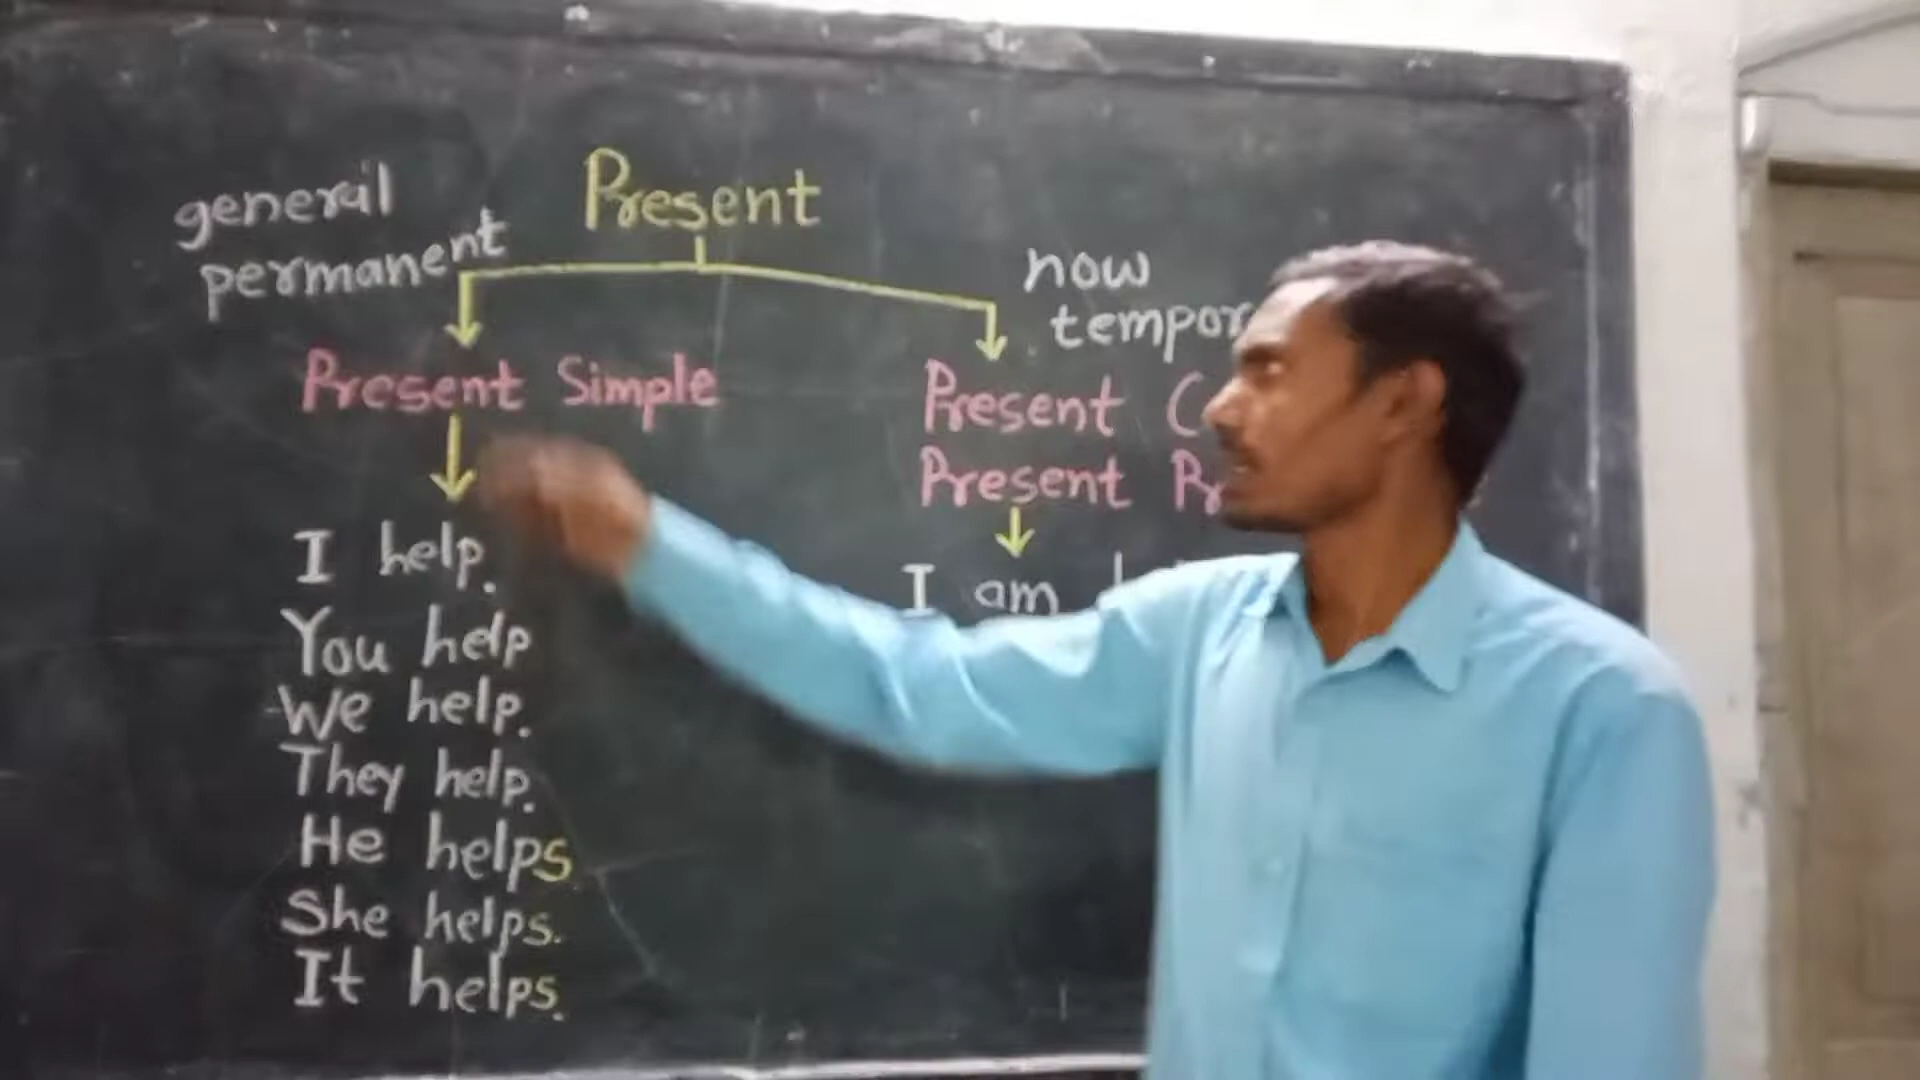 Present
general
permanent
now
Present Simple
Present
Present
I help.
You help
We help.
They help.
He helps
She helps.
It helps.
I am